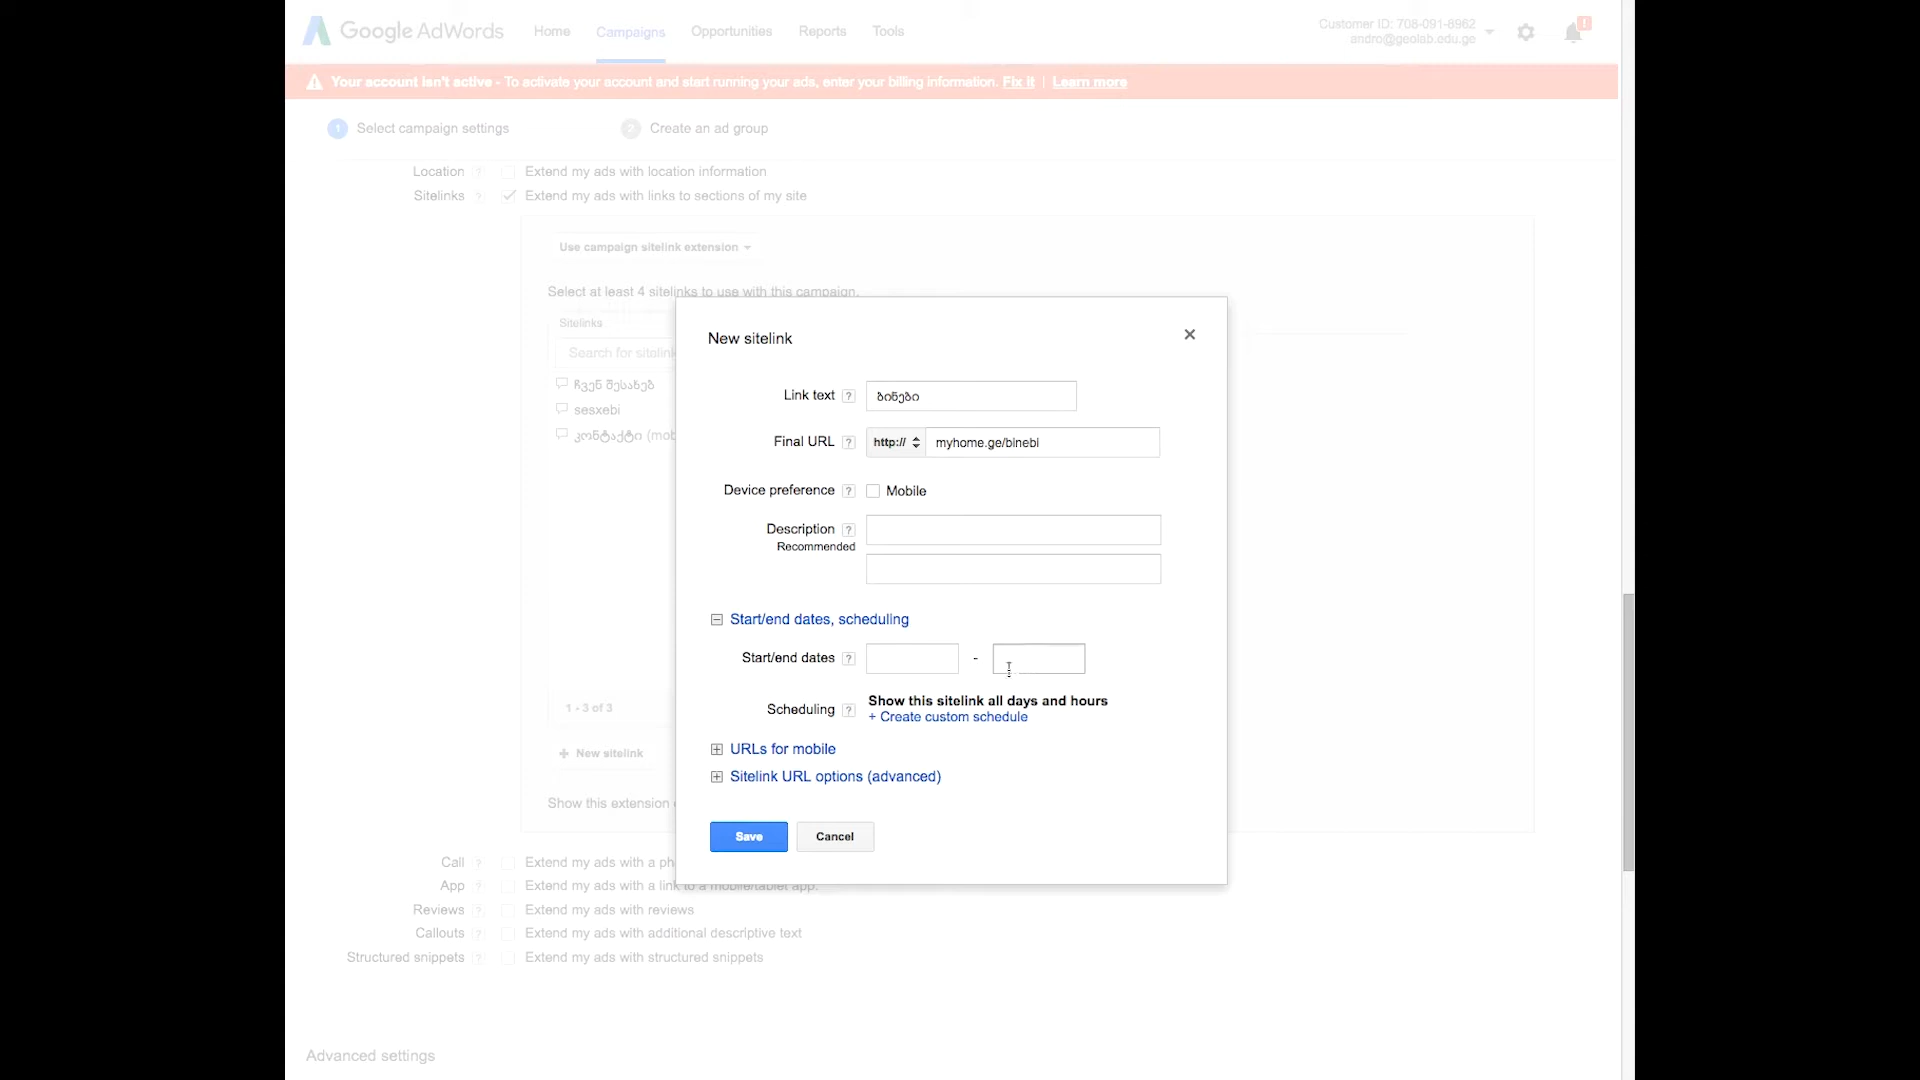 Google AdWords
Home
Campaigns
Opportunities
Reports
Tools
Customer ID: 708-091-8962
andro@geolab.edu.ge
!
Your account isn't active - To activate your account and start running your ads, enter your billing information. Fix it | Learn more
1 Select campaign settings
2 Create an ad group
Location ? Extend my ads with location information
Sitelinks ? Extend my ads with links to sections of my site
Use campaign sitelink extension
Select at least 4 sitelinks to use with this campaign.
Sitelinks
Search for sitelink
ჩვენ შესახებ
sesxebi
კონტაქტი (mob
1 - 3 of 3
+ New sitelink
Show this extension
New sitelink
×
Link text ? ბინები
Final URL ? http:// myhome.ge/binebi
Device preference ? Mobile
Description ?
Recommended
Start/end dates, scheduling
Start/end dates ? -
Scheduling ? Show this sitelink all days and hours
+ Create custom schedule
URLs for mobile
Sitelink URL options (advanced)
Save
Cancel
Call ? Extend my ads with a ph
App ? Extend my ads with a link to a mobile/tablet app.
Reviews ? Extend my ads with reviews
Callouts ? Extend my ads with additional descriptive text
Structured snippets ? Extend my ads with structured snippets
Advanced settings